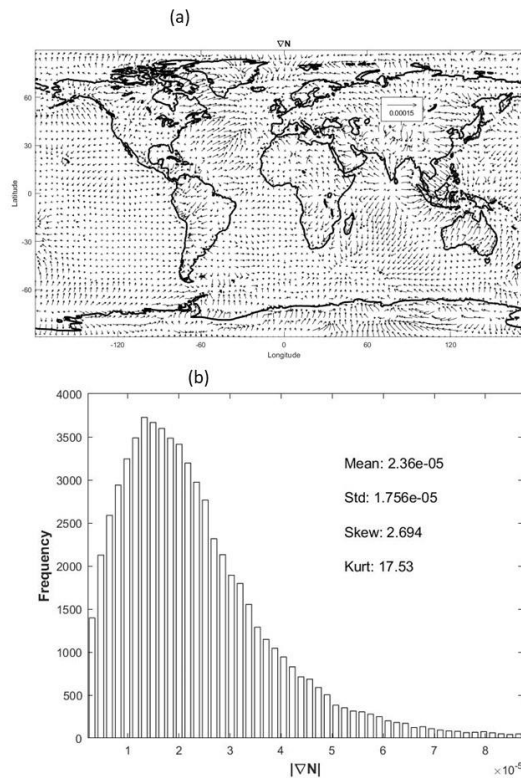 (a)
∇N
60
30
0
-30
-60
Latitude
0.00015
-120
-60
0
60
120
Longitude
(b)
4000
3500
3000
2500
2000
1500
1000
500
0
Frequency
Mean: 2.36e-05
Std: 1.756e-05
Skew: 2.694
Kurt: 17.53
1
2
3
4
5
6
7
8
×10⁻⁵
|∇N|